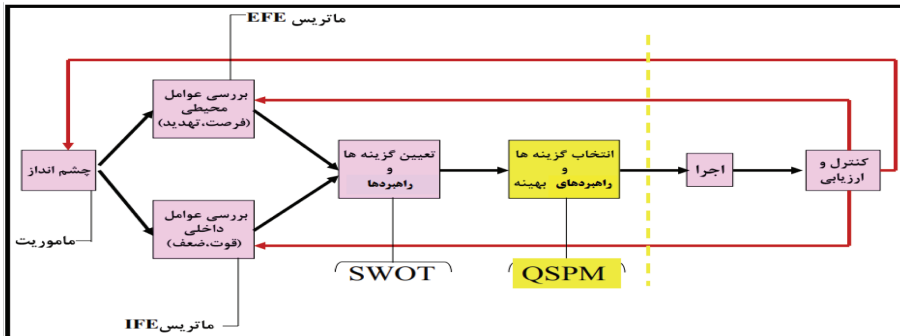 ماتریس EFE
بررسی عوامل
محیطی
(فرصت،تهدید)
چشم انداز
ماموریت
بررسی عوامل
داخلی
(قوت،ضعف)
ماتریس IFE
تعیین گزینه ها
و
راهبردها
SWOT
انتخاب گزینه ها
و
راهبردهای بهینه
QSPM
اجرا
کنترل و
ارزیابی